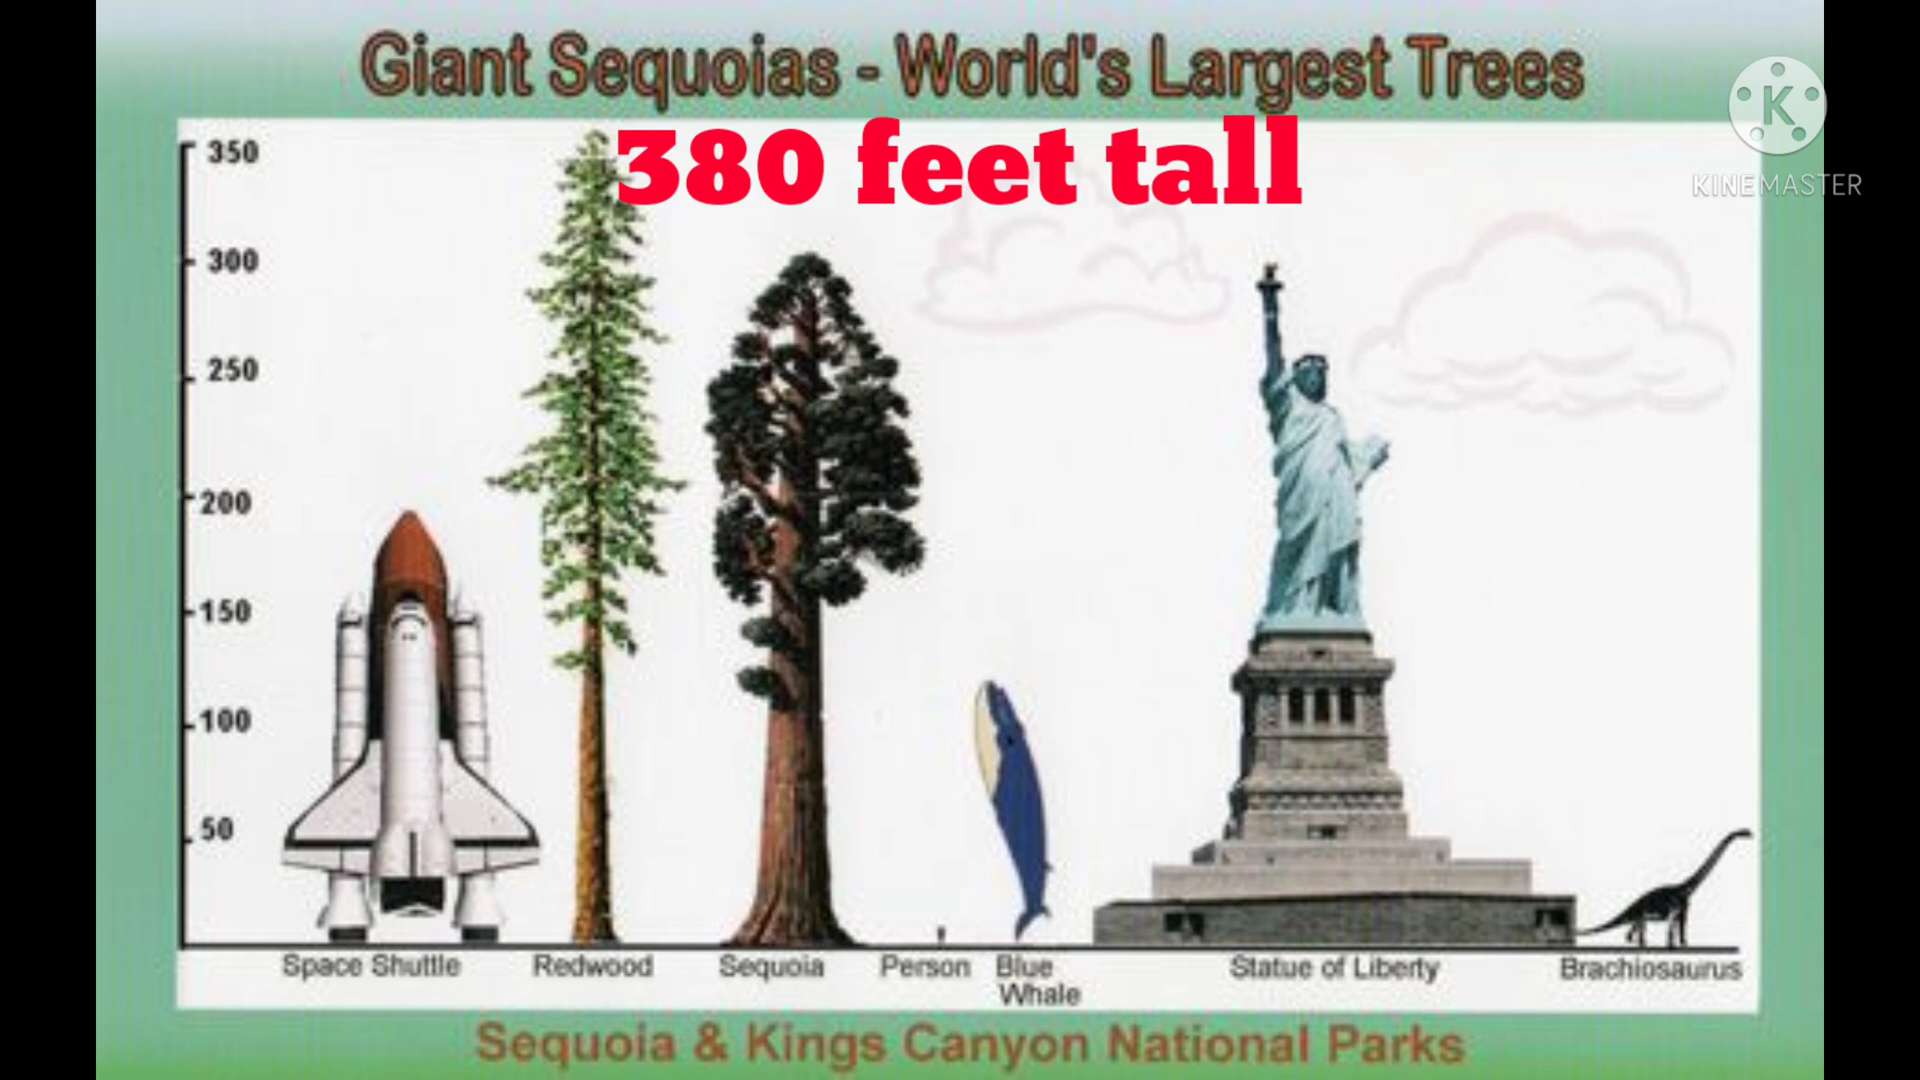 Giant Sequoias - World's Largest Trees
380 feet tall
K
KINEMASTER
350
300
250
200
150
100
50
Space Shuttle
Redwood
Sequoia
Person
Blue
Whale
Statue of Liberty
Brachiosaurus
Sequoia & Kings Canyon National Parks